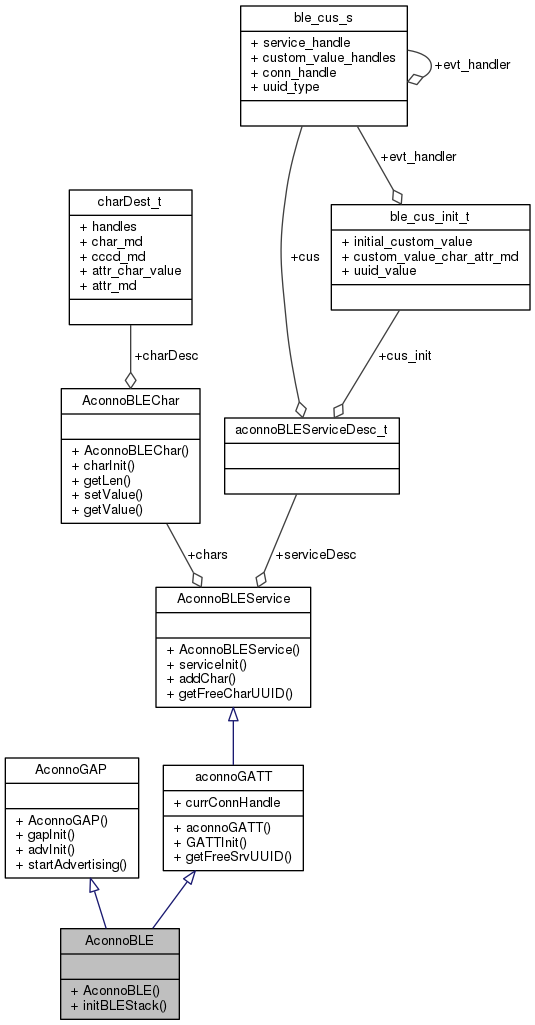 ble_cus_s
+ service_handle
+ custom_value_handles
+ conn_handle
+ uuid_type
+evt_handler
+evt_handler
charDest_t
+ handles
+ char_md
+ cccd_md
+ attr_char_value
+ attr_md
ble_cus_init_t
+ initial_custom_value
+ custom_value_char_attr_md
+ uuid_value
+cus
+charDesc
+cus_init
AconnoBLEChar
+ AconnoBLEChar()
+ charInit()
+ getLen()
+ setValue()
+ getValue()
aconnoBLEServiceDesc_t
+chars
+serviceDesc
AconnoBLEService
+ AconnoBLEService()
+ serviceInit()
+ addChar()
+ getFreeCharUUID()
AconnoGAP
+ AconnoGAP()
+ gapInit()
+ advInit()
+ startAdvertising()
aconnoGATT
+ currConnHandle
+ aconnoGATT()
+ GATTInit()
+ getFreeSrvUUID()
AconnoBLE
+ AconnoBLE()
+ initBLEStack()